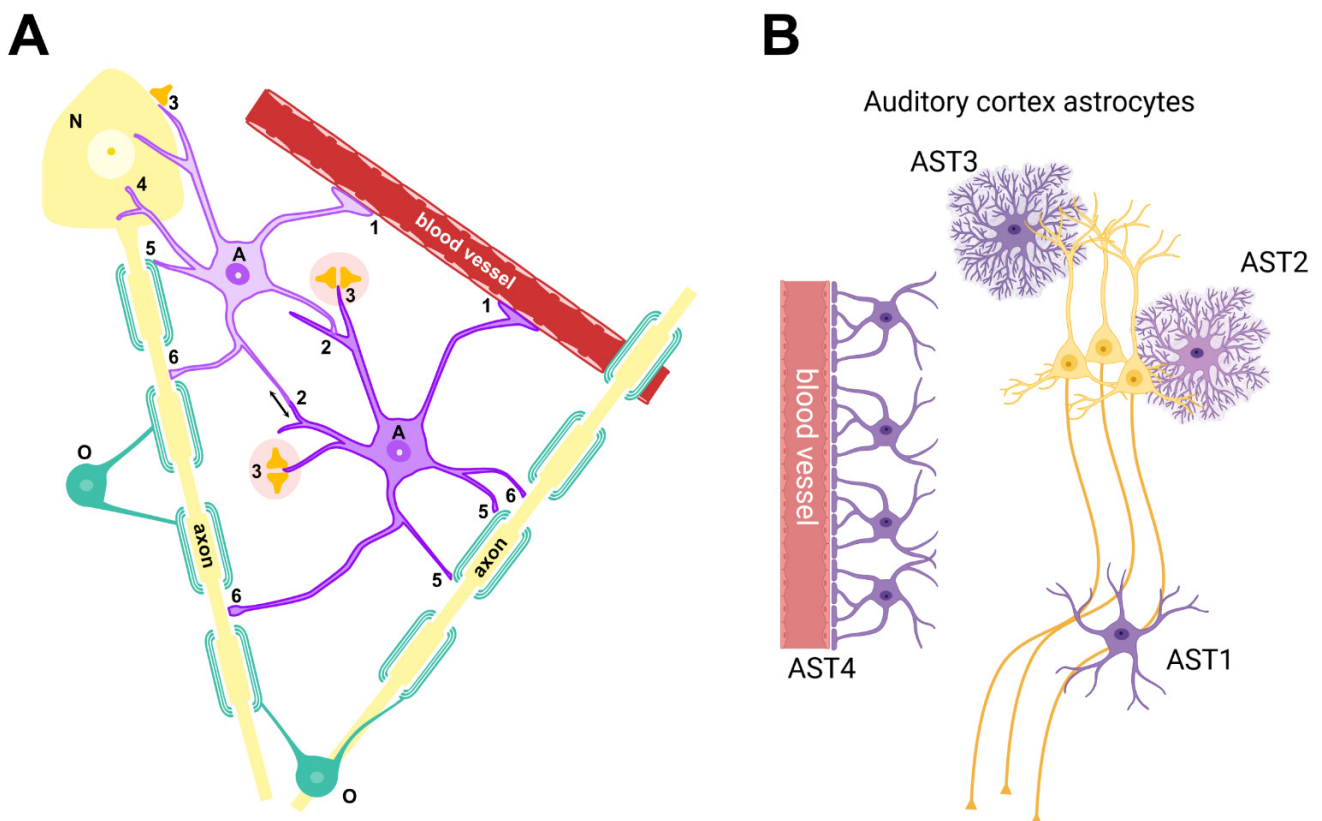 A
B
Auditory cortex astrocytes
3
N
AST3
4
1
blood vessel
A
5
AST2
3
1
2
6
2
blood vessel
A
3
O
6
5
axon
axon
5
6
AST1
AST4
O